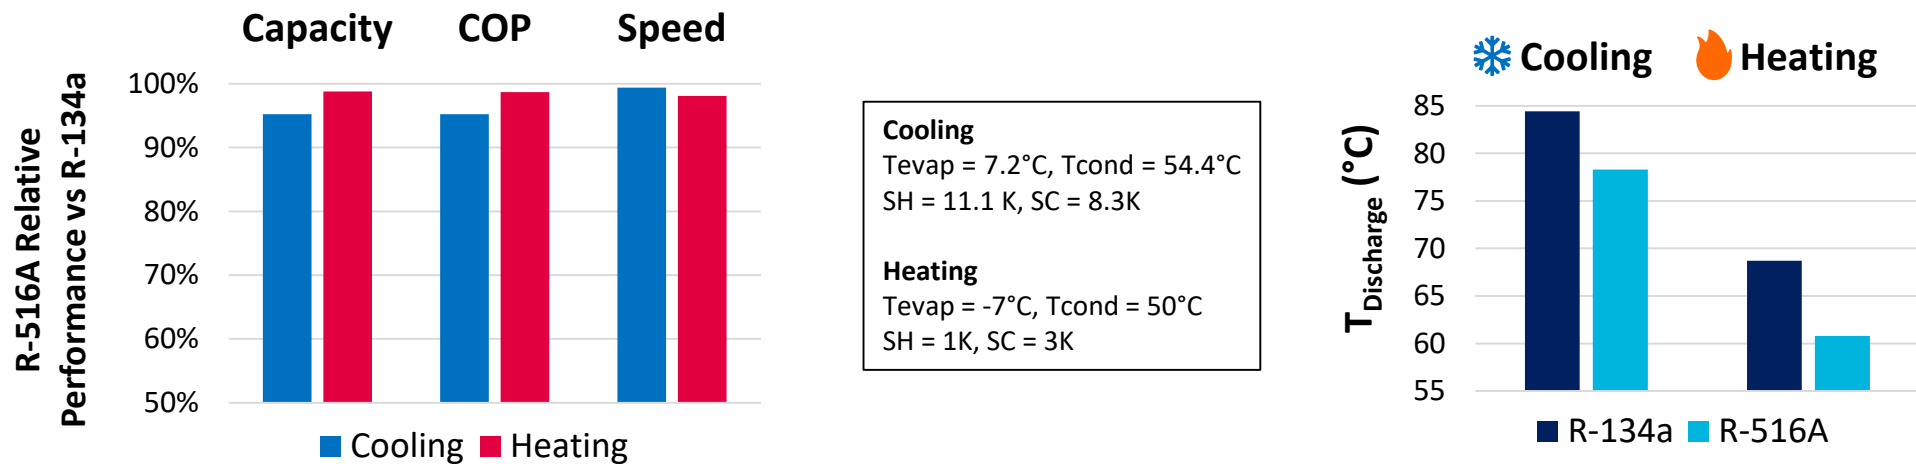 Capacity COP Speed
R-516A Relative
Performance vs R-134a
100%
90%
80%
70%
60%
50%
Cooling Heating
Cooling
Tevap = 7.2°C, Tcond = 54.4°C
SH = 11.1 K, SC = 8.3K
Heating
Tevap = -7°C, Tcond = 50°C
SH = 1K, SC = 3K
Cooling Heating
TDischarge (°C)
85
80
75
70
65
60
55
R-134a R-516A